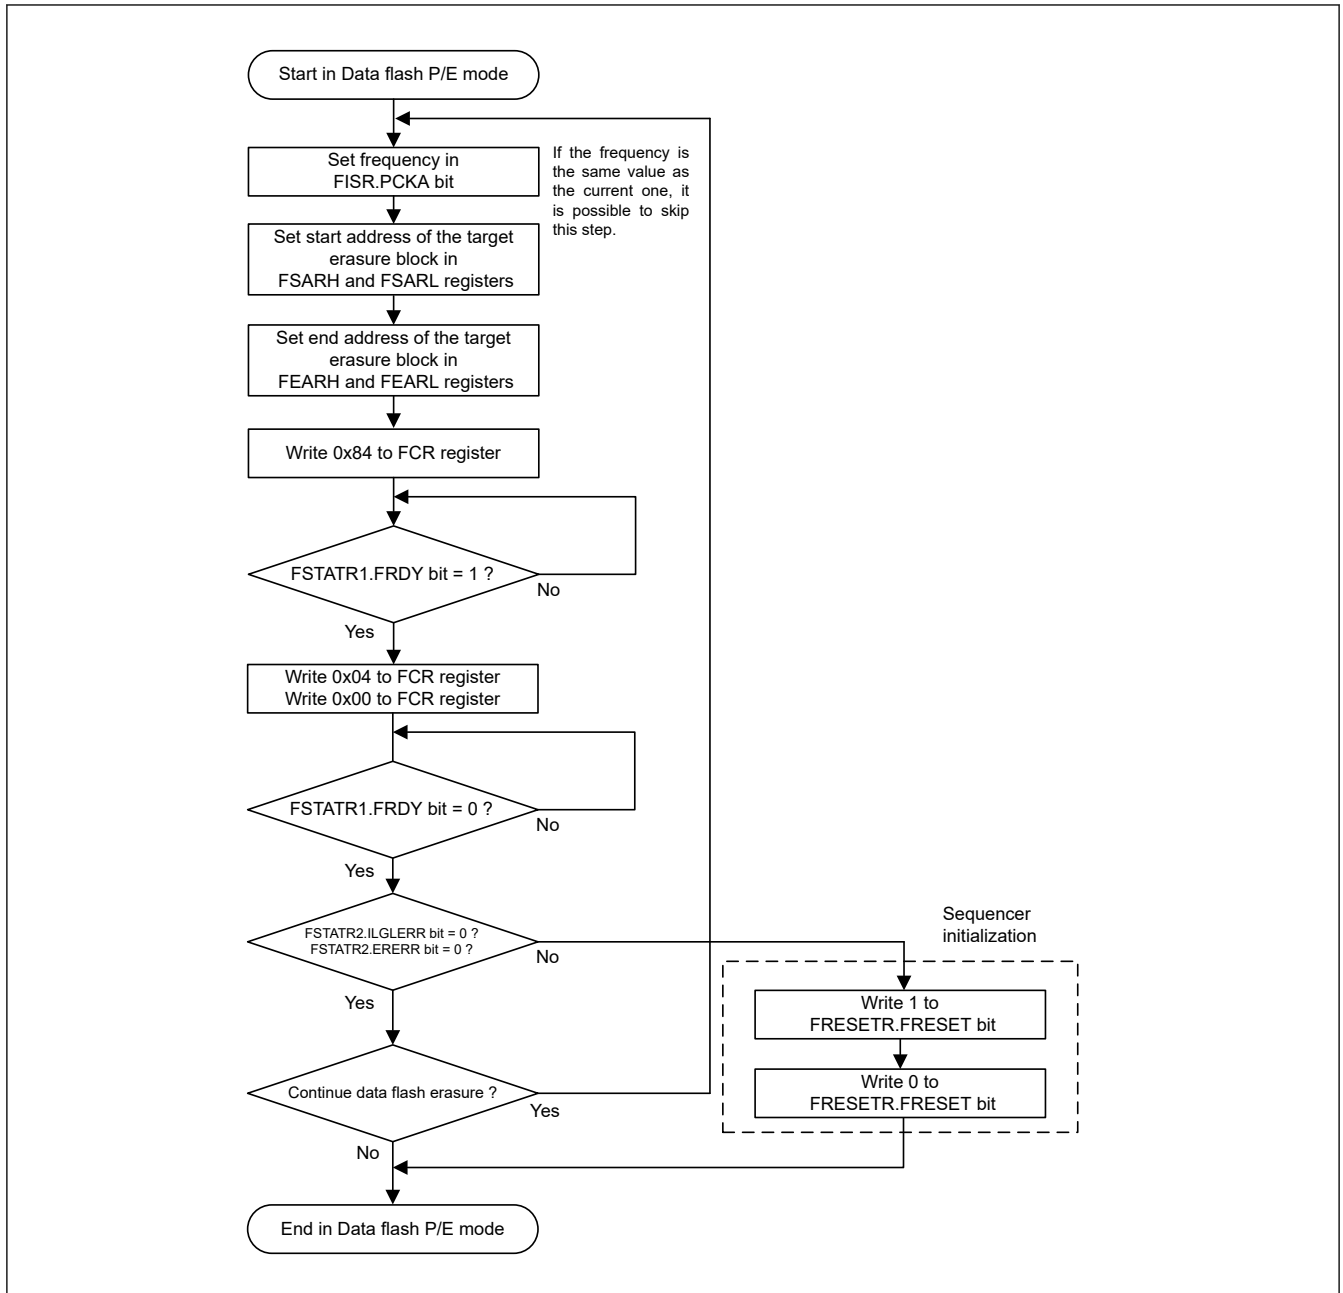 Start in Data flash P/E mode
Set frequency in
FISR.PCKA bit
If the frequency is
the same value as
the current one, it
is possible to skip
this step.
Set start address of the target
erasure block in
FSARH and FSARL registers
Set end address of the target
erasure block in
FEARH and FEARL registers
Write 0x84 to FCR register
FSTATR1.FRDY bit = 1 ?
No
Yes
Write 0x04 to FCR register
Write 0x00 to FCR register
FSTATR1.FRDY bit = 0 ?
No
Yes
FSTATR2.ILGLERR bit = 0 ?
FSTATR2.ERERR bit = 0 ?
No
Yes
Sequencer
initialization
Write 1 to
FRESETR.FRESET bit
Write 0 to
FRESETR.FRESET bit
Continue data flash erasure ?
Yes
No
End in Data flash P/E mode